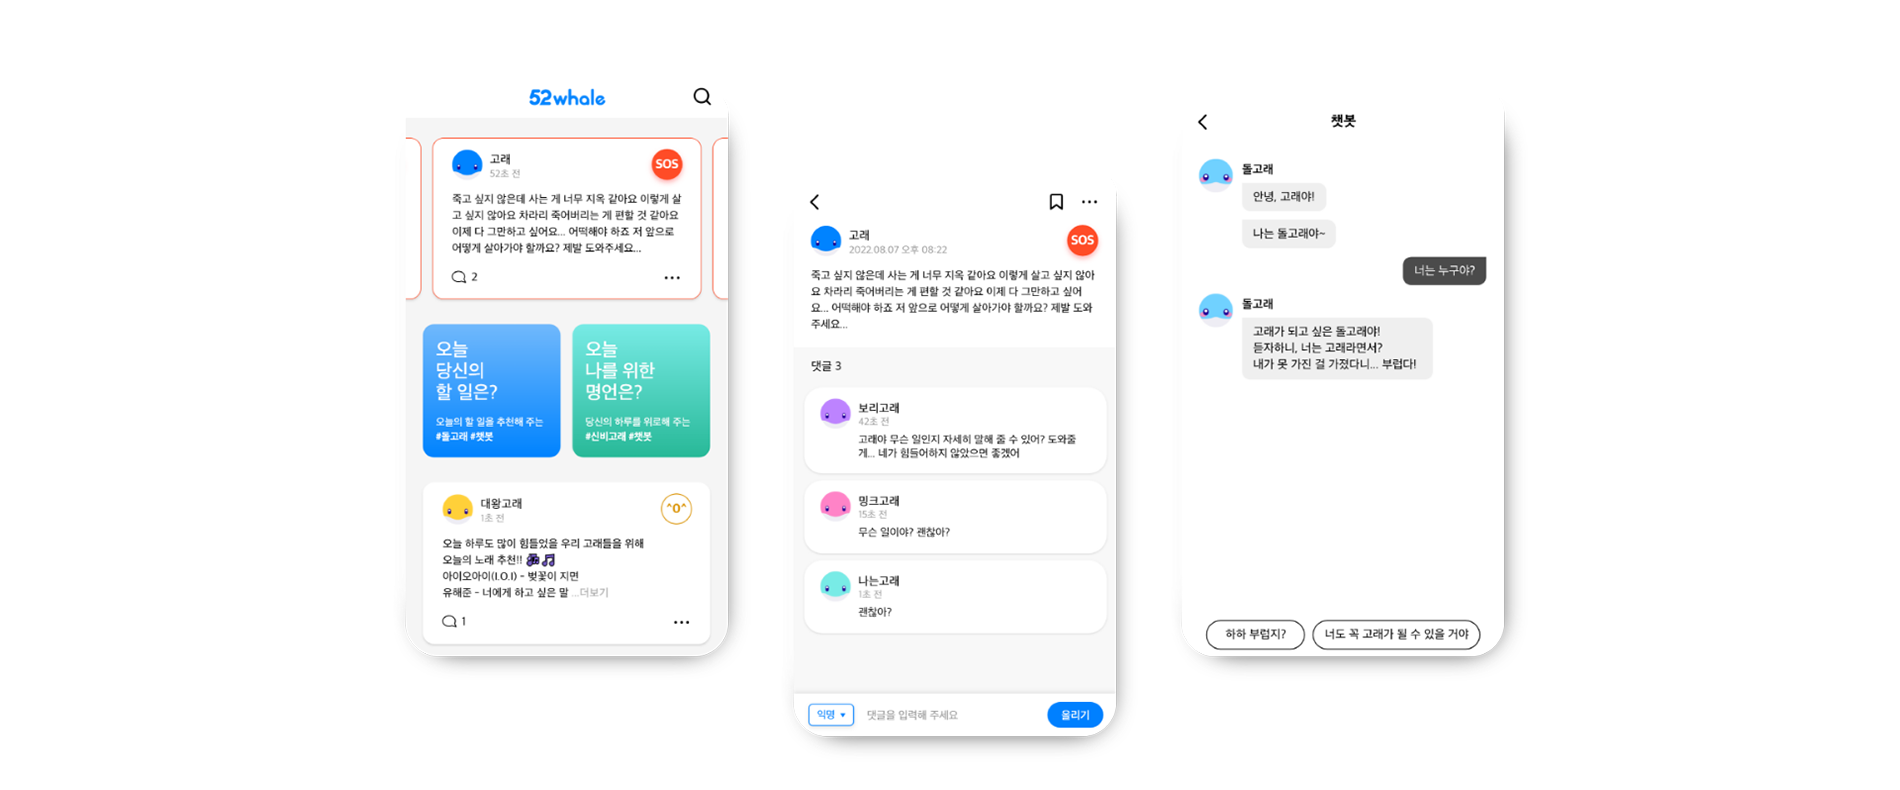 52whale
고래
52초 전
SOS
죽고 싶지 않은데 사는 게 너무 지옥 같아요 이렇게 살
고 싶지 않아요 차라리 죽어버리는 게 편할 것 같아요
이제 다 그만하고 싶어요... 어떡해야 하죠 저 앞으로
어떻게 살아가야 할까요? 제발 도와주세요...
2
오늘
당신의
할 일은?
오늘의 할 일을 추천해 주는
#돌고래 #챗봇
오늘
나를 위한
명언은?
당신의 하루를 위로해 주는
#신비고래 #챗봇
대왕고래
1초 전
^0^
오늘 하루도 많이 힘들었을 우리 고래들을 위해
오늘의 노래 추천!!
아이오아이(I.O.I) - 벚꽃이 지면
유해준 - 너에게 하고 싶은 말 ...더보기
1
고래
2022.08.07 오후 08:22
SOS
죽고 싶지 않은데 사는 게 너무 지옥 같아요 이렇게 살고 싶지 않아
요 차라리 죽어버리는 게 편할 것 같아요 이제 다 그만하고 싶어
요... 어떡해야 하죠 저 앞으로 어떻게 살아가야 할까요? 제발 도와
주세요...
댓글 3
보리고래
42초 전
고래야 무슨 일인지 자세히 말해 줄 수 있어? 도와줄
게... 네가 힘들어하지 않았으면 좋겠어
밍크고래
15초 전
무슨 일이야? 괜찮아?
나는고래
1초 전
괜찮아?
익명
댓글을 입력해 주세요
올리기
챗봇
돌고래
안녕, 고래야!
나는 돌고래야~
너는 누구야?
돌고래
고래가 되고 싶은 돌고래야!
듣자하니, 너는 고래라면서?
내가 못 가진 걸 가졌다니... 부럽다!
하하 부럽지?
너도 꼭 고래가 될 수 있을 거야